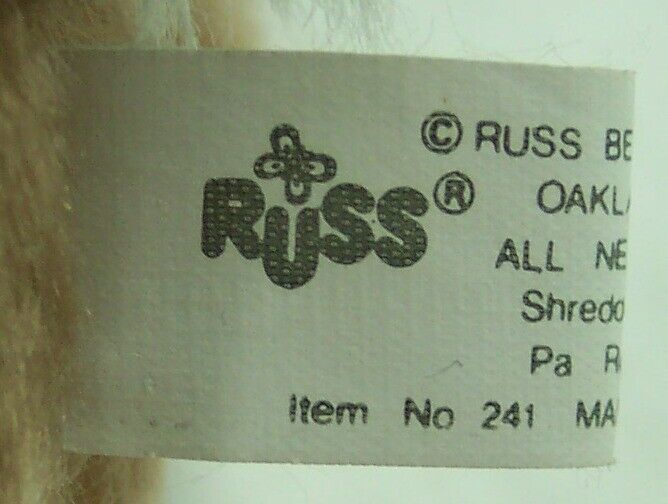 RUSS®
© RUSS BE
OAKLA
ALL NE
Shredd
Pa R
Item No 241 MA